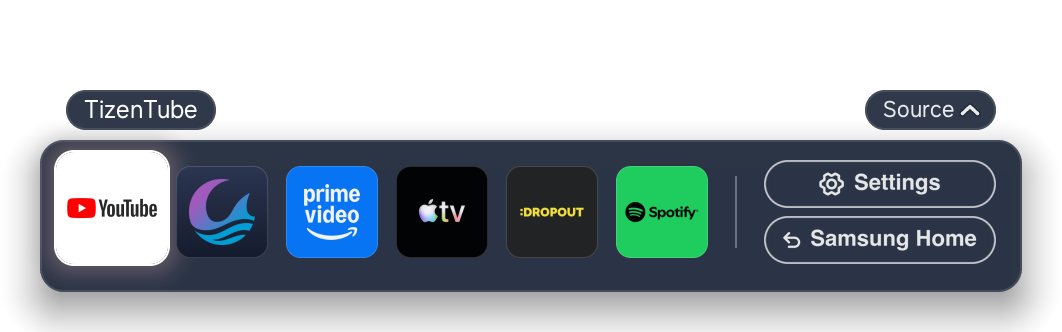 TizenTube
Source
YouTube
prime video
tv
:DROPOUT
Spotify
Settings
Samsung Home